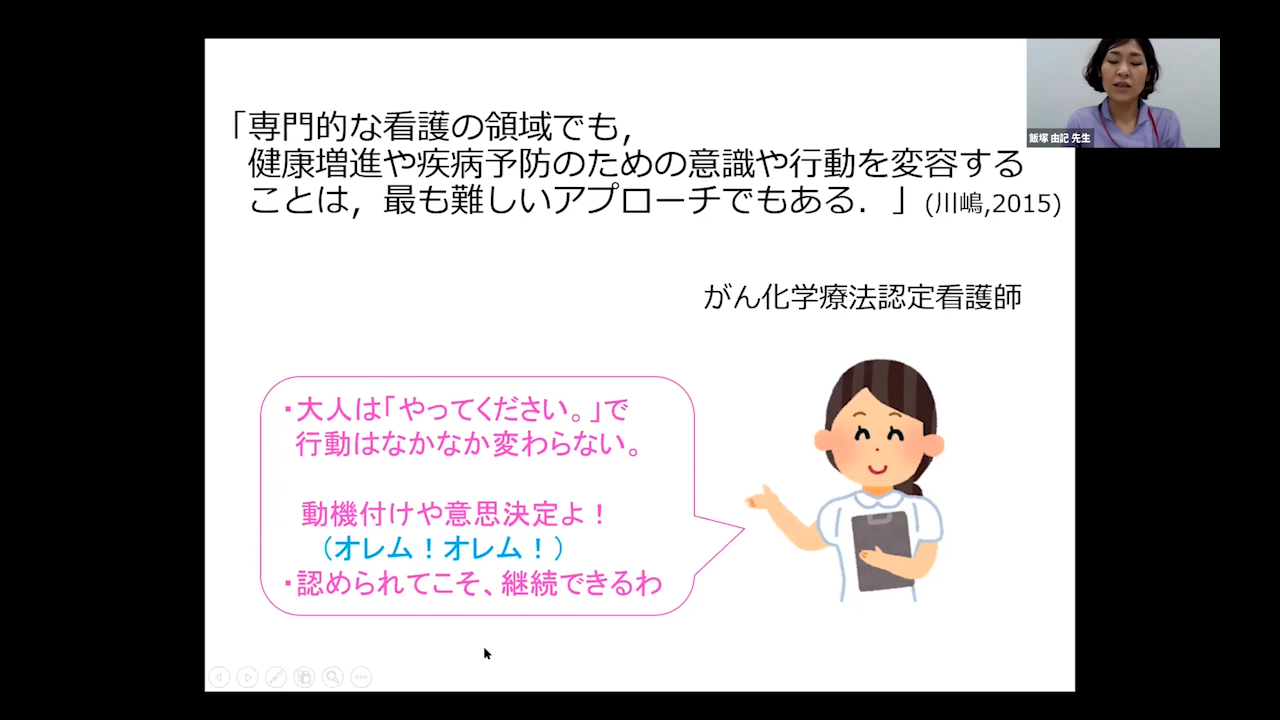 「専門的な看護の領域でも，
健康増進や疾病予防のための意識や行動を変容する
ことは，最も難しいアプローチでもある．」(川嶋,2015)
飯塚 由記 先生
がん化学療法認定看護師
・大人は「やってください。」で
行動はなかなか変わらない。
動機付けや意思決定よ！
（オレム！オレム！）
・認められてこそ、継続できるわ